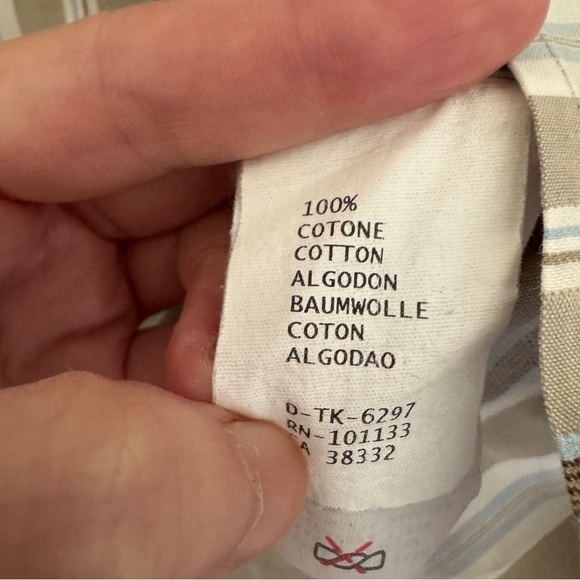 100%
COTONE
COTTON
ALGODON
BAUMWOLLE
COTON
ALGODAO
D-TK-6297
RN-101133
38332